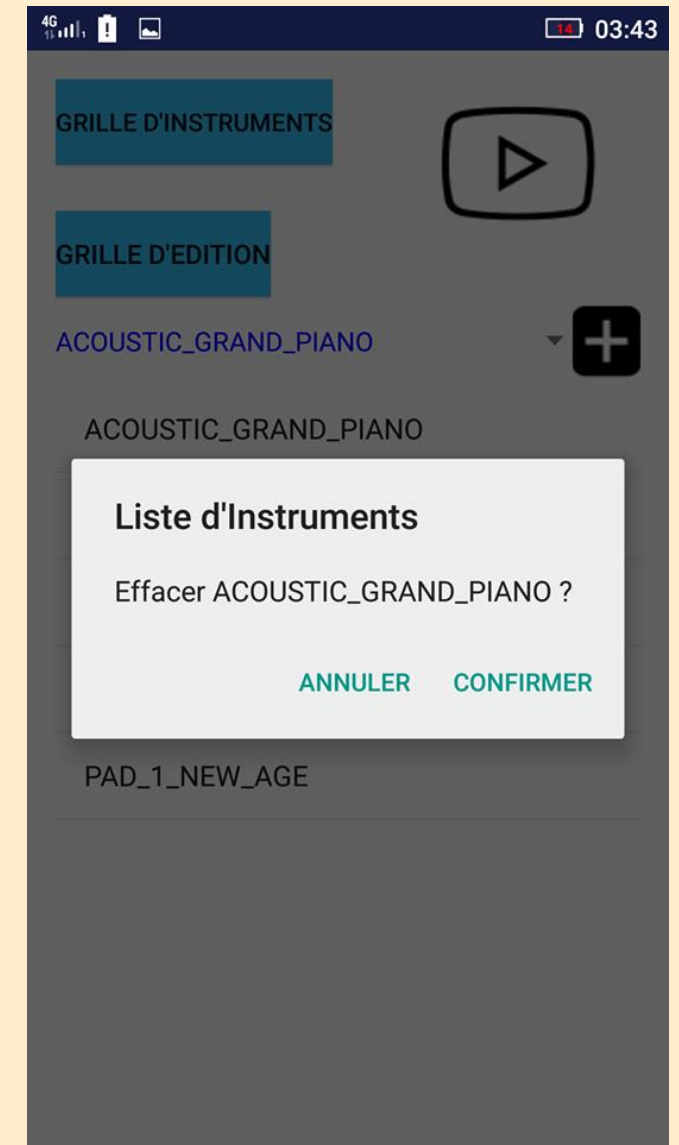 4G 14 03:43
GRILLE D'INSTRUMENTS
GRILLE D'EDITION
ACOUSTIC_GRAND_PIANO
ACOUSTIC_GRAND_PIANO
Liste d'Instruments
Effacer ACOUSTIC_GRAND_PIANO ?
ANNULER CONFIRMER
PAD_1_NEW_AGE